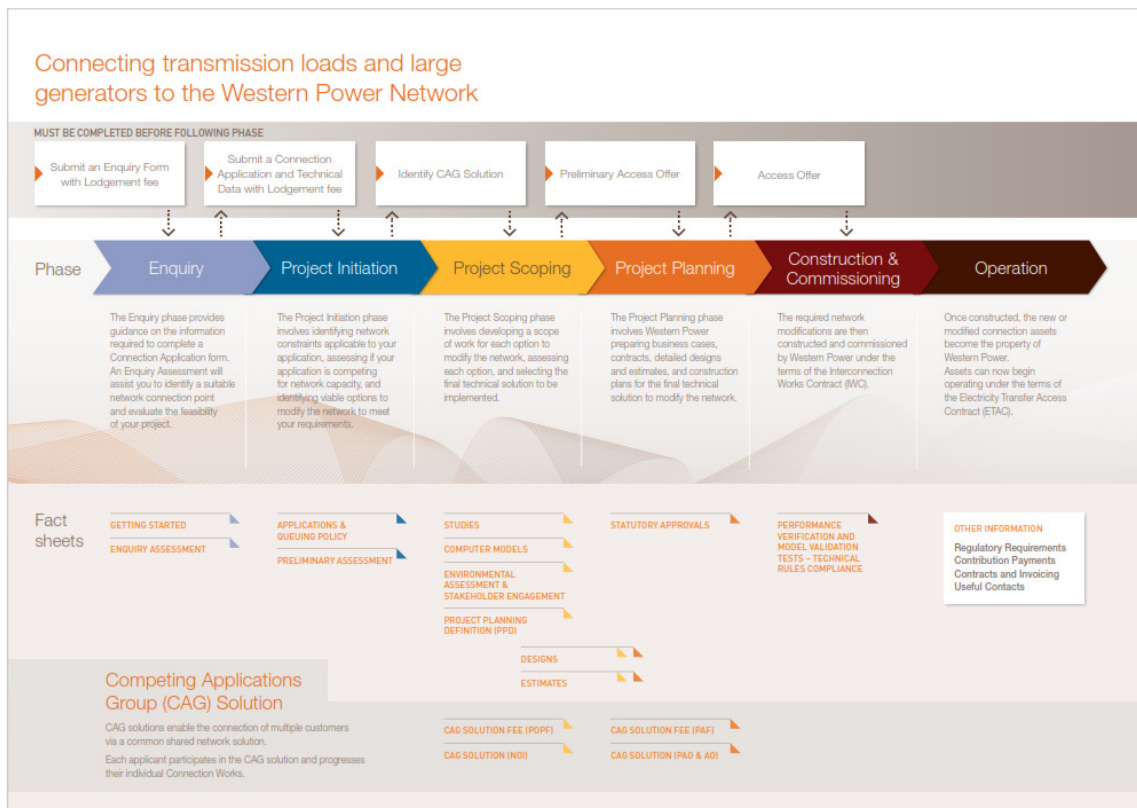 Connecting transmission loads and large
generators to the Western Power Network
MUST BE COMPLETED BEFORE FOLLOWING PHASE
Submit an Enquiry Form
with Lodgement fee
Submit a Connection
Application and Technical
Data with Lodgement fee
Identify CAG Solution
Preliminary Access Offer
Access Offer
Phase
Enquiry
Project Initiation
Project Scoping
Project Planning
Construction &
Commissioning
Operation
The Enquiry phase provides
guidance on the information
required to complete a
Connection Application form.
An Enquiry Assessment will
assist you to identify a suitable
network connection point
and evaluate the feasibility
of your project.
The Project Initiation phase
involves identifying network
constraints applicable to your
application, assessing if your
application is competing
for network capacity, and
identifying viable options to
modify the network to meet
your requirements.
The Project Scoping phase
involves developing a scope
of work for each option to
modify the network, assessing
each option, and selecting the
final technical solution to be
implemented.
The Project Planning phase
involves Western Power
preparing business cases,
contracts, detailed designs
and estimates, and construction
plans for the final technical
solution to modify the network.
The required network
modifications are then
constructed and commissioned
by Western Power under the
terms of the Interconnection
Works Contract (IWC).
Once constructed, the new or
modified connection assets
become the property of
Western Power.
Assets can now begin
operating under the terms of
the Electricity Transfer Access
Contract (ETAC).
Fact
sheets
GETTING STARTED
ENQUIRY ASSESSMENT
APPLICATIONS &
QUEUING POLICY
PRELIMINARY ASSESSMENT
STUDIES
COMPUTER MODELS
ENVIRONMENTAL
ASSESSMENT &
STAKEHOLDER ENGAGEMENT
PROJECT PLANNING
DEFINITION (PPD)
DESIGNS
ESTIMATES
STATUTORY APPROVALS
PERFORMANCE
VERIFICATION AND
MODEL VALIDATION
TESTS – TECHNICAL
RULES COMPLIANCE
OTHER INFORMATION
Regulatory Requirements
Contribution Payments
Contracts and Invoicing
Useful Contacts
Competing Applications
Group (CAG) Solution
CAG solutions enable the connection of multiple customers
via a common shared network solution.
Each applicant participates in the CAG solution and progresses
their individual Connection Works.
CAG SOLUTION FEE (POPF)
CAG SOLUTION (NOI)
CAG SOLUTION FEE (PAF)
CAG SOLUTION (PAO & AO)